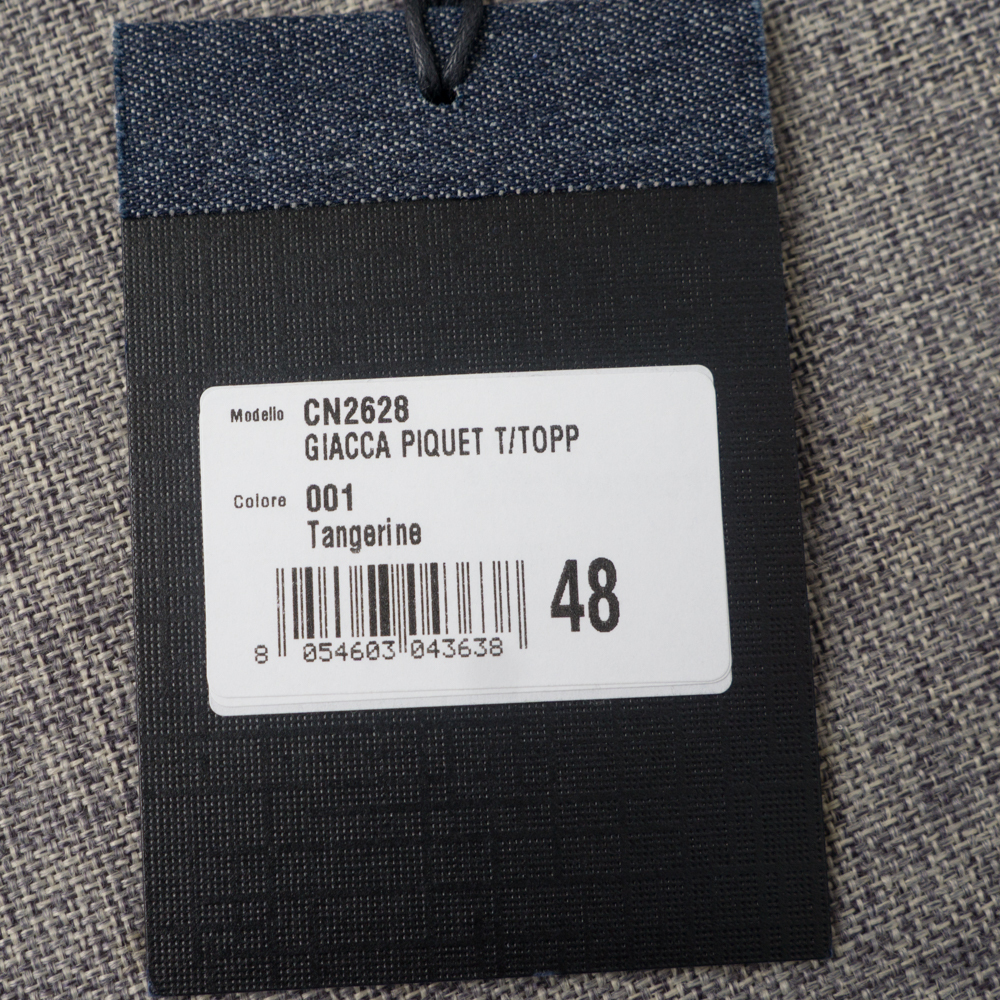 Modello CN2628
GIACCA PIQUET T/TOPP
Colore 001
Tangerine
48
8 054603 043638